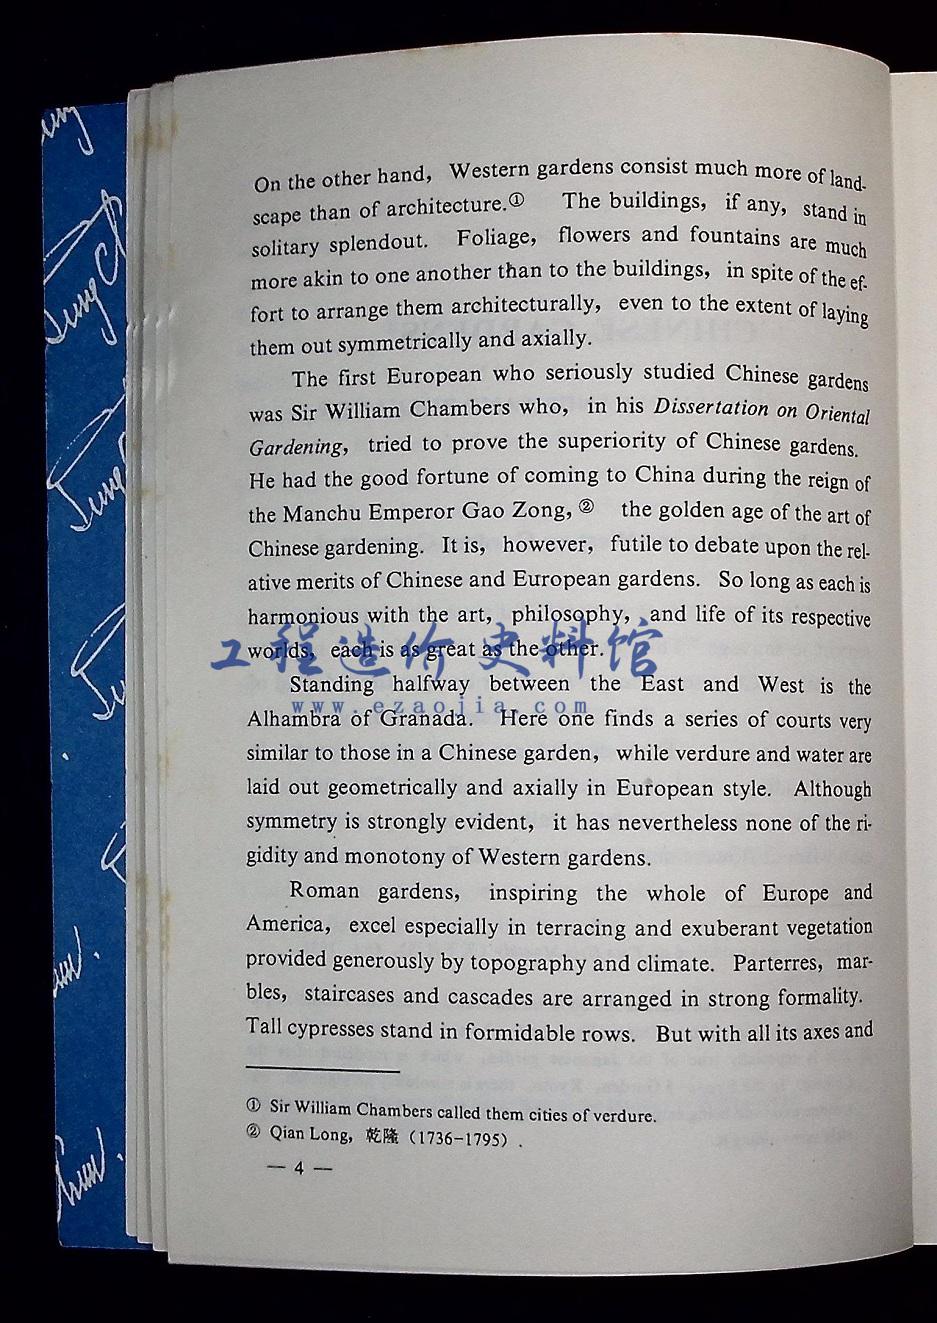 On the other hand, Western gardens consist much more of land-
scape than of architecture.① The buildings, if any, stand in
solitary splendout. Foliage, flowers and fountains are much
more akin to one another than to the buildings, in spite of the ef-
fort to arrange them architecturally, even to the extent of laying
them out symmetrically and axially.
The first European who seriously studied Chinese gardens
was Sir William Chambers who, in his Dissertation on Oriental
Gardening, tried to prove the superiority of Chinese gardens.
He had the good fortune of coming to China during the reign of
the Manchu Emperor Gao Zong,② the golden age of the art of
Chinese gardening. It is, however, futile to debate upon the rel-
ative merits of Chinese and European gardens. So long as each is
harmonious with the art, philosophy, and life of its respective
worlds, each is as great as the other.
工程造价史料馆
www.ezaojia.com
Standing halfway between the East and West is the
Alhambra of Granada. Here one finds a series of courts very
similar to those in a Chinese garden, while verdure and water are
laid out geometrically and axially in European style. Although
symmetry is strongly evident, it has nevertheless none of the ri-
gidity and monotony of Western gardens.
Roman gardens, inspiring the whole of Europe and
America, excel especially in terracing and exuberant vegetation
provided generously by topography and climate. Parterres, mar-
bles, staircases and cascades are arranged in strong formality.
Tall cypresses stand in formidable rows. But with all its axes and
① Sir William Chambers called them cities of verdure.
② Qian Long, 乾隆 (1736-1795).
— 4 —